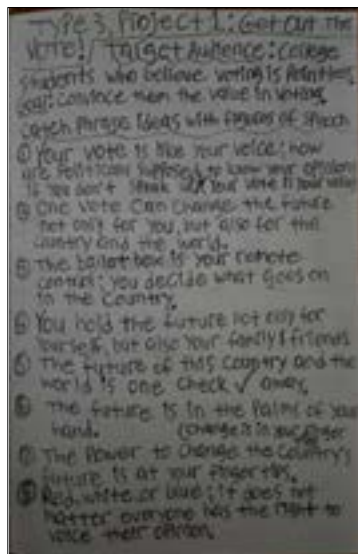 Type 3, Project 1: Get Out The
Vote! / Target Audience: College
Students who believe voting is Pointless
Goal: Convince them the value in voting.
Catch Phrase Ideas with figures of speech
① Your vote is like your voice; how
are Politicians supposed to know your opinions
if you don't speak Your vote is your voice
② One vote can change the future
not only for you, but also for the
country and the world.
③ The ballot box is your remote
control; you decide what goes on
in the Country.
④ You hold the future not only for
Yourself, but also your family & friends
⑤ The future of this Country and the
world is one check ✓ away.
⑥ The future is in the Palms of your
hand. (change is in your finger
⑦ The Power to change the Country's
future is at your fingertips.
⑧ Red, white or blue; it does not
matter everyone has the right to
voice their opinion.